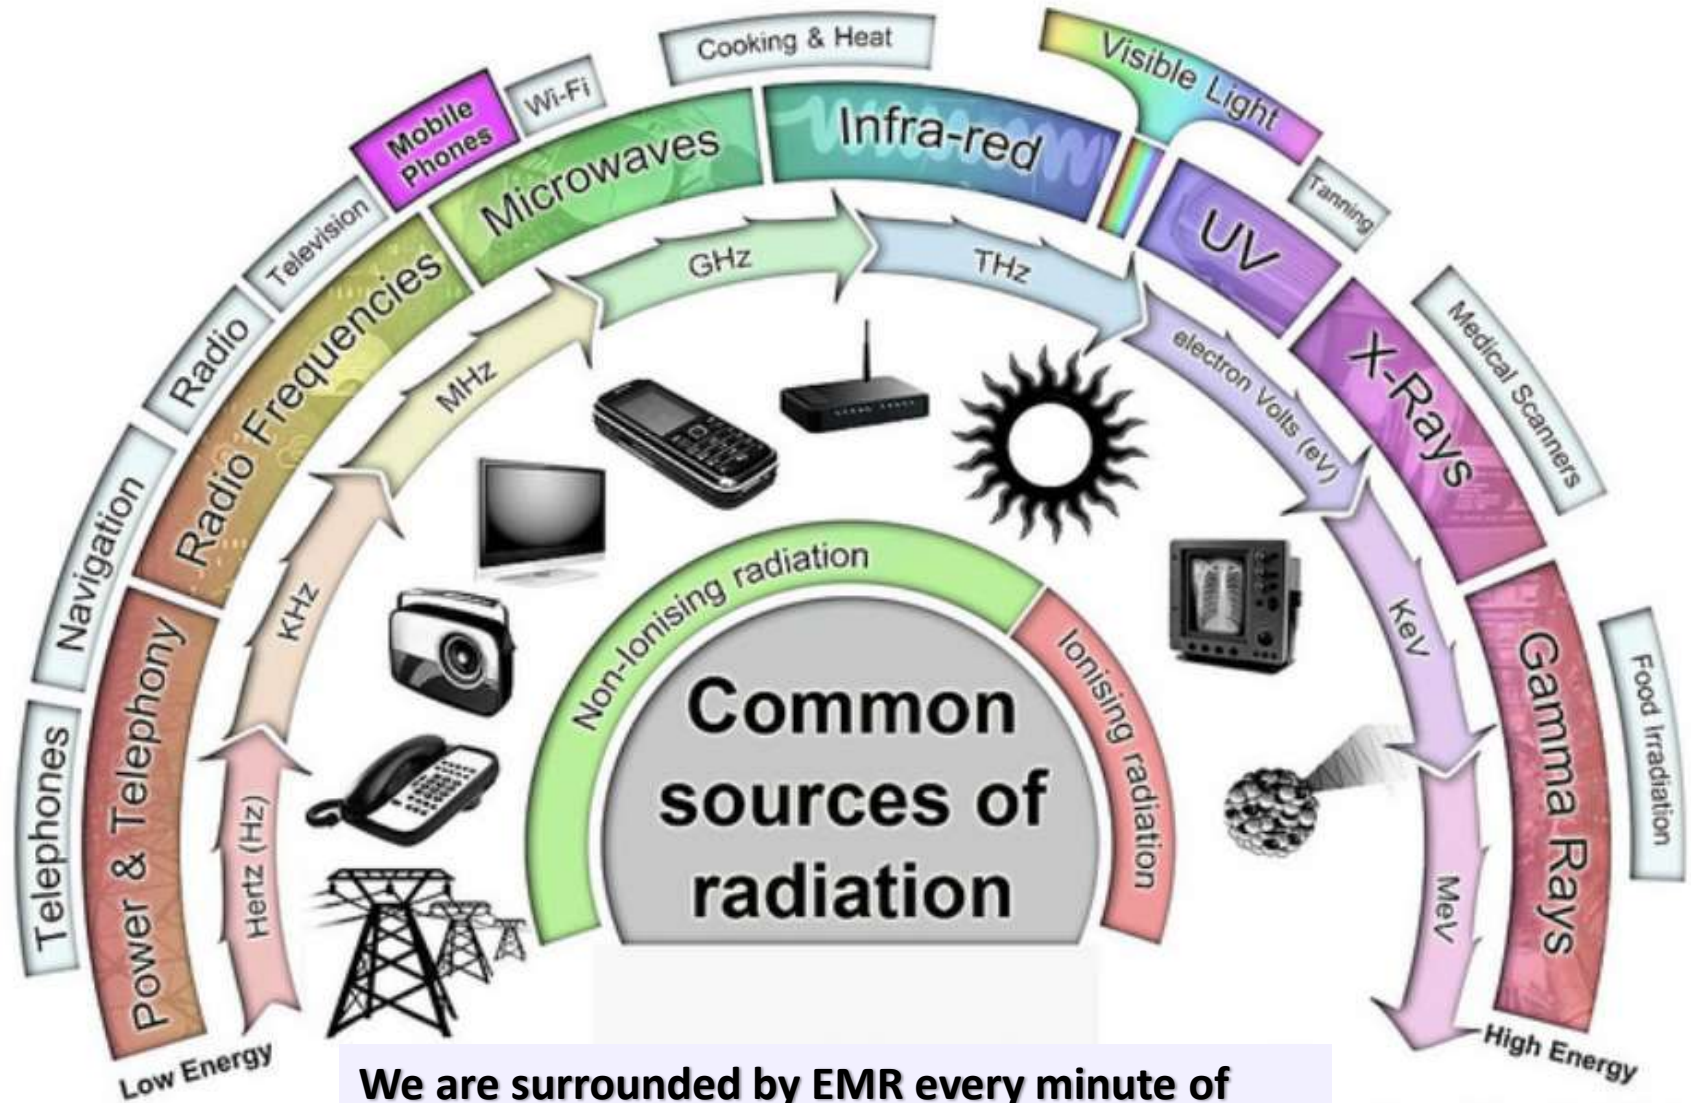 Telephones
Navigation
Radio
Television
Mobile
Phones
Wi-Fi
Cooking & Heat
Visible Light
Tanning
Medical Scanners
Food Irradiation
Power & Telephony
Radio Frequencies
Microwaves
Infra-red
UV
X-Rays
Gamma Rays
Hertz (Hz)
KHz
MHz
GHz
THz
electron Volts (eV)
KeV
MeV
Non-Ionising radiation
Ionising radiation
Common
sources of
radiation
Low Energy
High Energy
We are surrounded by EMR every minute of